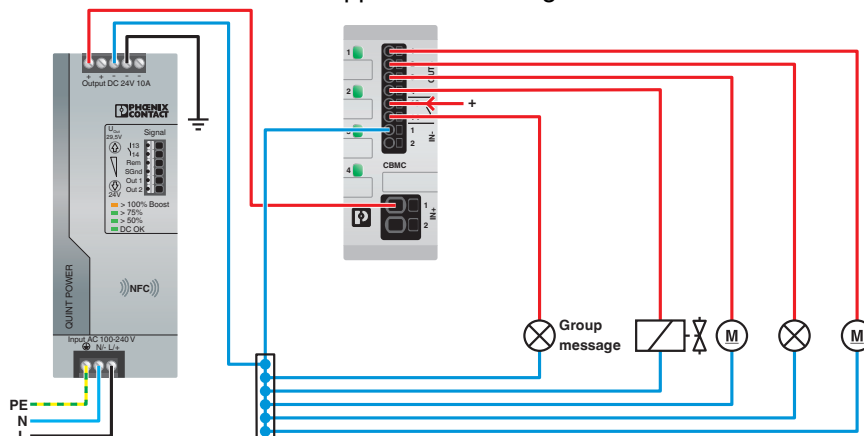 + + - - -
Output DC 24V 10A
PHŒNIX
CONTACT
UOut
29,5V
24V
Signal
13
14
Rem
SGnd
Out 1
Out 2
> 100% Boost
> 75%
> 50%
DC OK
QUINT POWER
NFC
Input AC 100-240 V
N/- L/+
PE
N
1
2
3
4
OUT
+
1
2
IN-
CBMC
1
2
IN+
Group
message
M
M